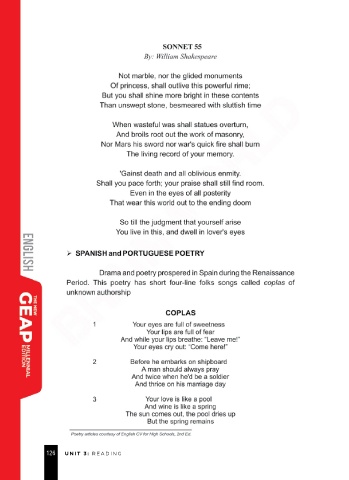 SONNET 55
By: William Shakenpeare
Not marble, nor the glided monuments
Of princess, shall outlive this powerful rime;
But you shall shine more bright in these contents
Than unswept stone, besmeared with sluttish time
When wasteful was shall statues overturn,
And broils root out the work of masonry,
Nor Mars his sword nor war's quick fire shall burn
The living record of your memory.
'Gainst death and all oblivious enmity.
Shall you pace forth; your praise shall still find room.
Even in the eyes of all posterity
That wear this world out to the ending doom
So till the judgment that yourself arise
You live in this, and dwell in lover's eyes
➢ SPANISH and PORTUGUESE POETRY
Drama and poetry prospered in Spain during the Renaissance
Period. This poetry has short four-line folks songs called coplas of
unknown authorship
COPLAS
1 Your eyes are full of sweetness
Your lips are full of fear
And while your lips breathe: "Leave me!"
Your eyes cry out: "Come here!"
2 Before he embarks on shipboard
A man should always pray
And twice when he'd be a soldier
And thrice on his marriage day
3 Your love is like a pool
And wine is like a spring
The sun comes out, the pool dries up
But the spring remains
Poetry articles courtesy of English CV for High Schools, 2nd Ed.
126 UNIT 3: READING
ENGLISH
THE NEW
GEAP
MILLENNIAL
EDITION